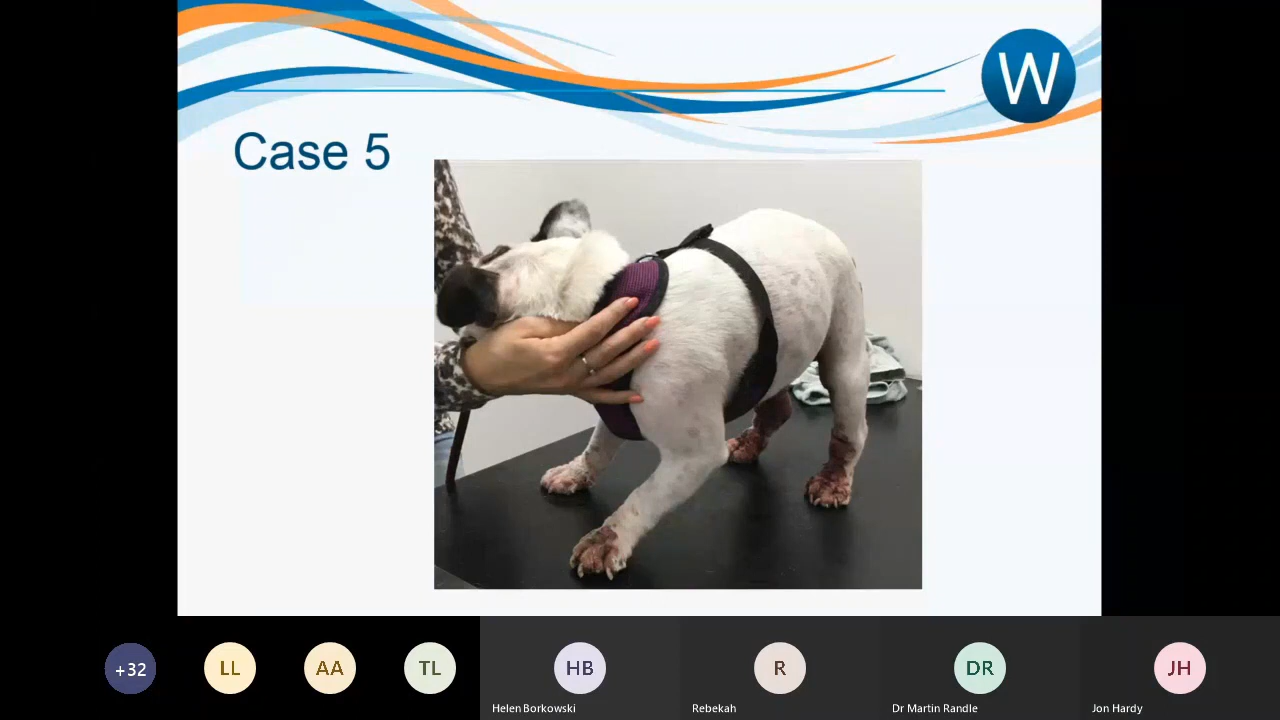 W
Case 5
+32
LL
AA
TL
HB
R
DR
JH
Helen Borkowski
Rebekah
Dr Martin Randle
Jon Hardy